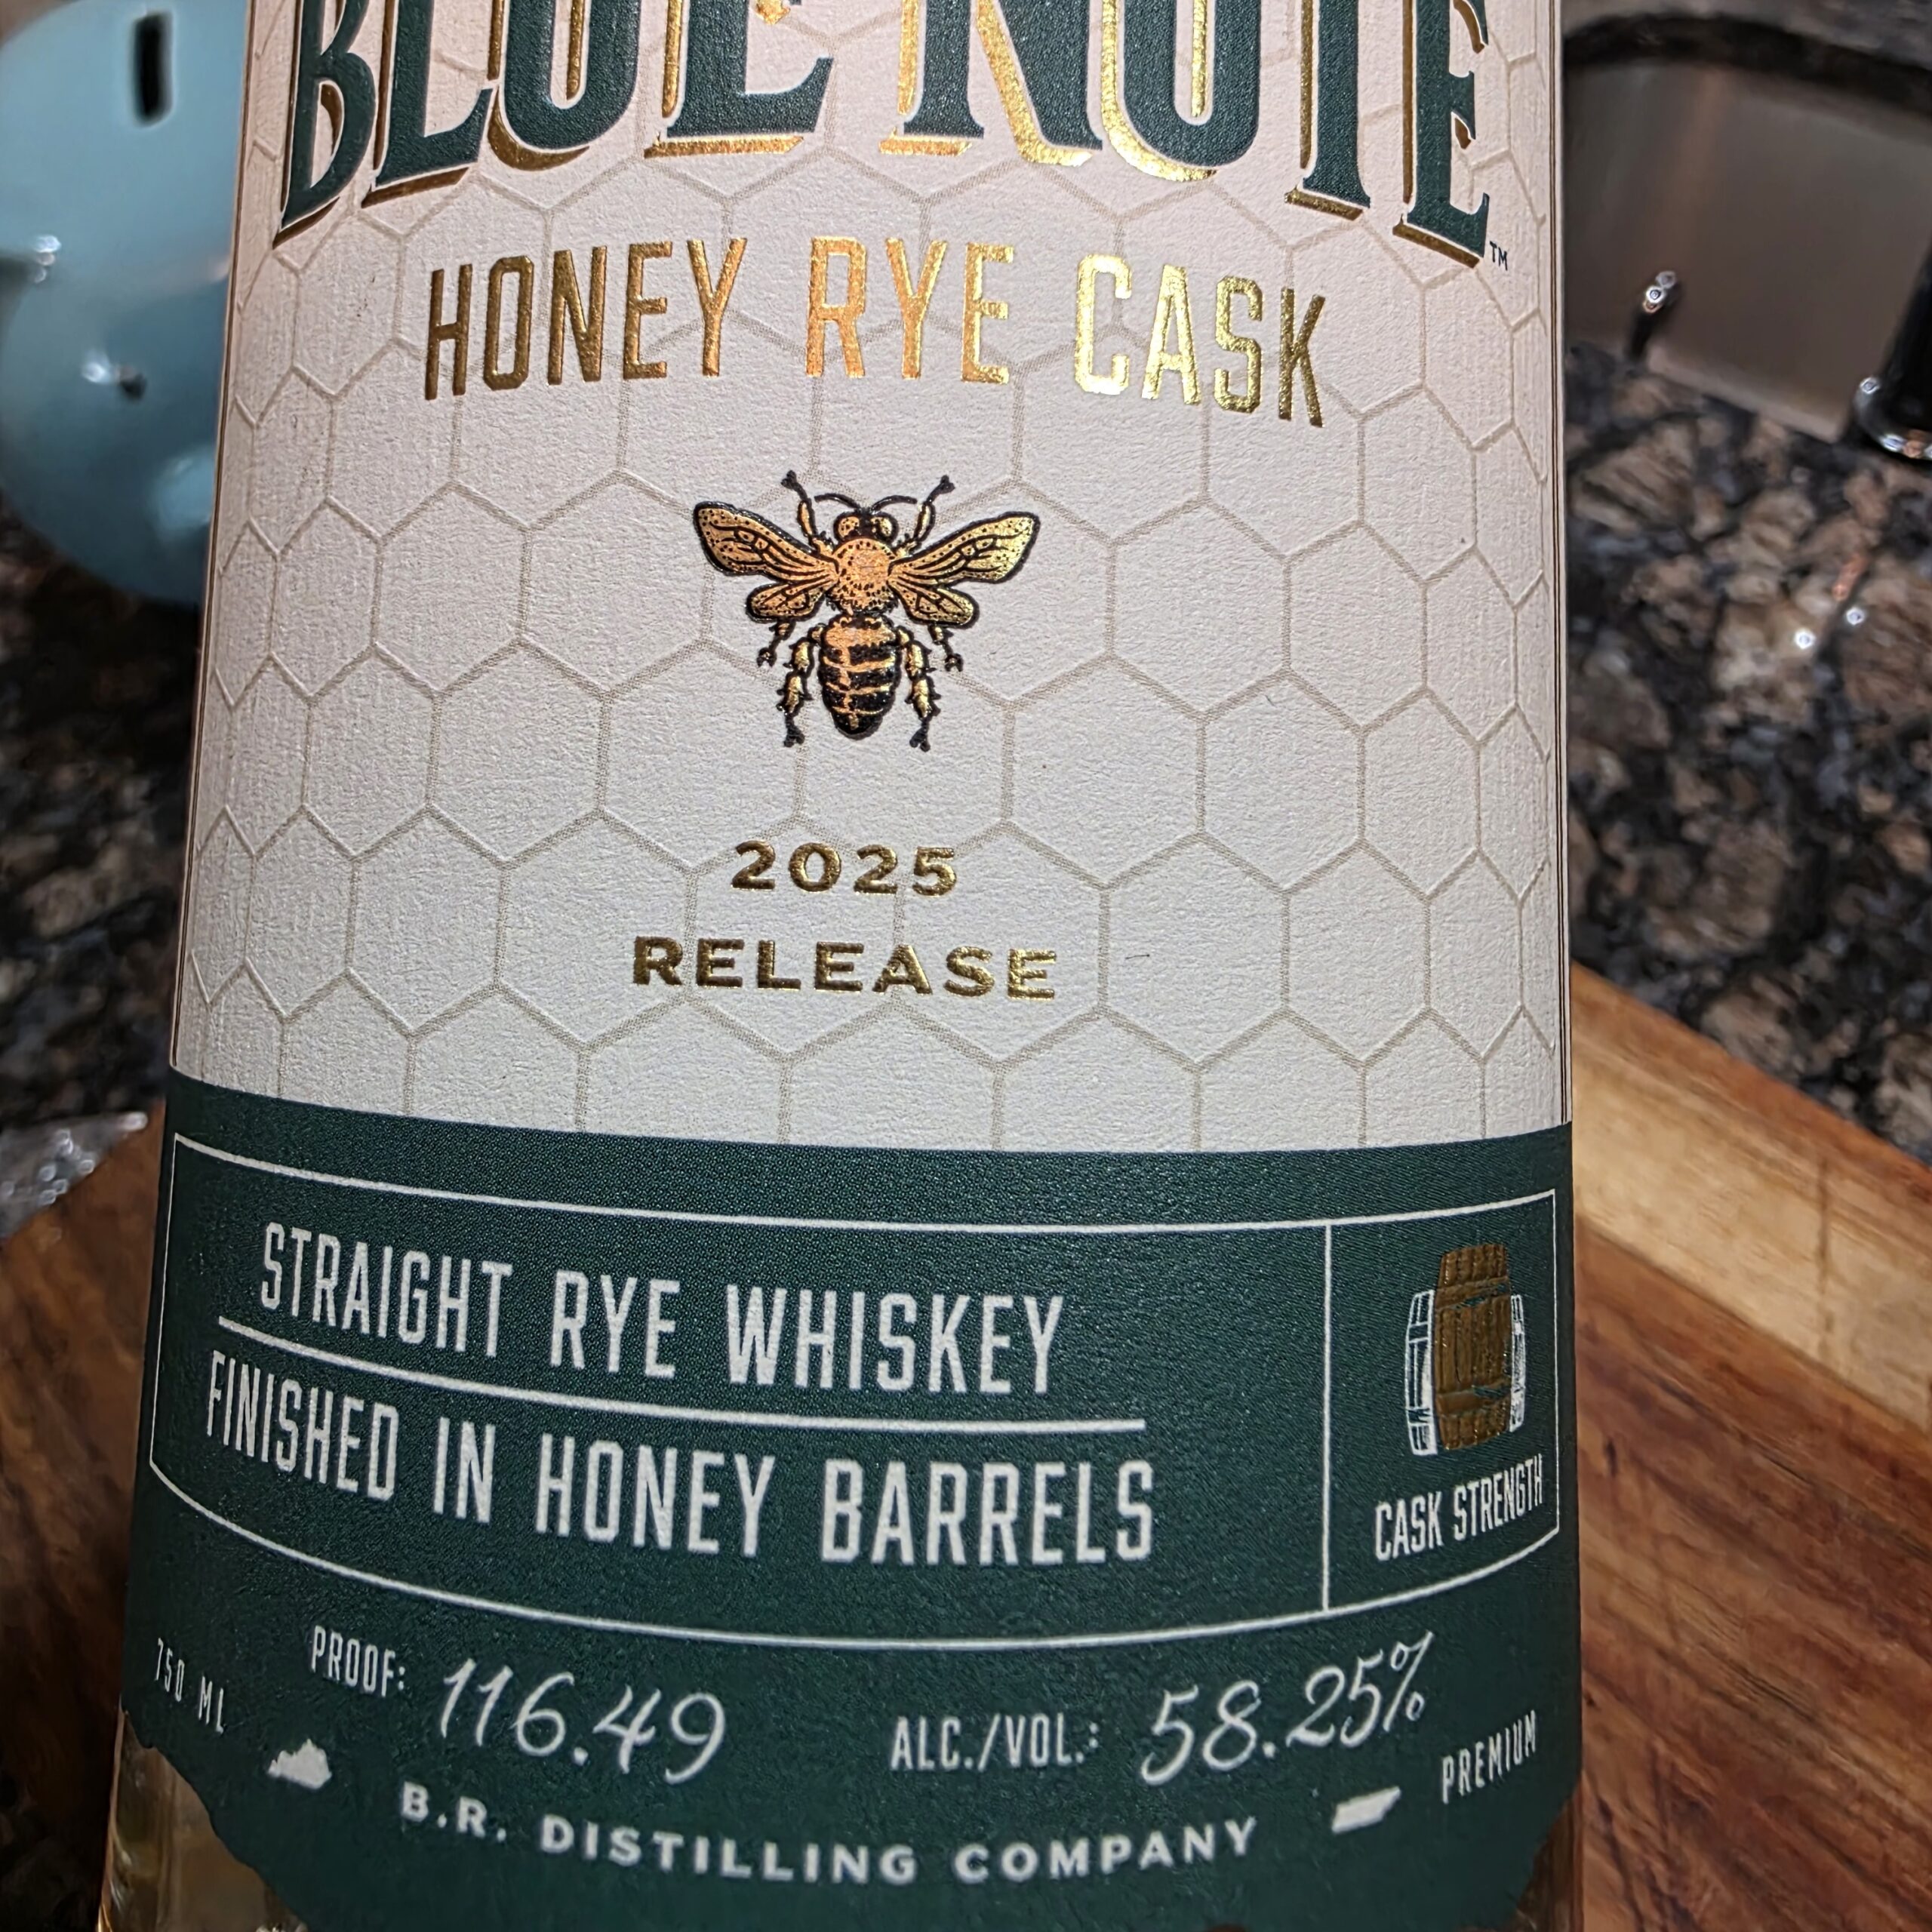 BLUE NOTE™
HONEY RYE CASK
2025
RELEASE
STRAIGHT RYE WHISKEY
FINISHED IN HONEY BARRELS
CASK STRENGTH
750 ML
PROOF: 116.49
ALC./VOL.: 58.25%
PREMIUM
B.R. DISTILLING COMPANY